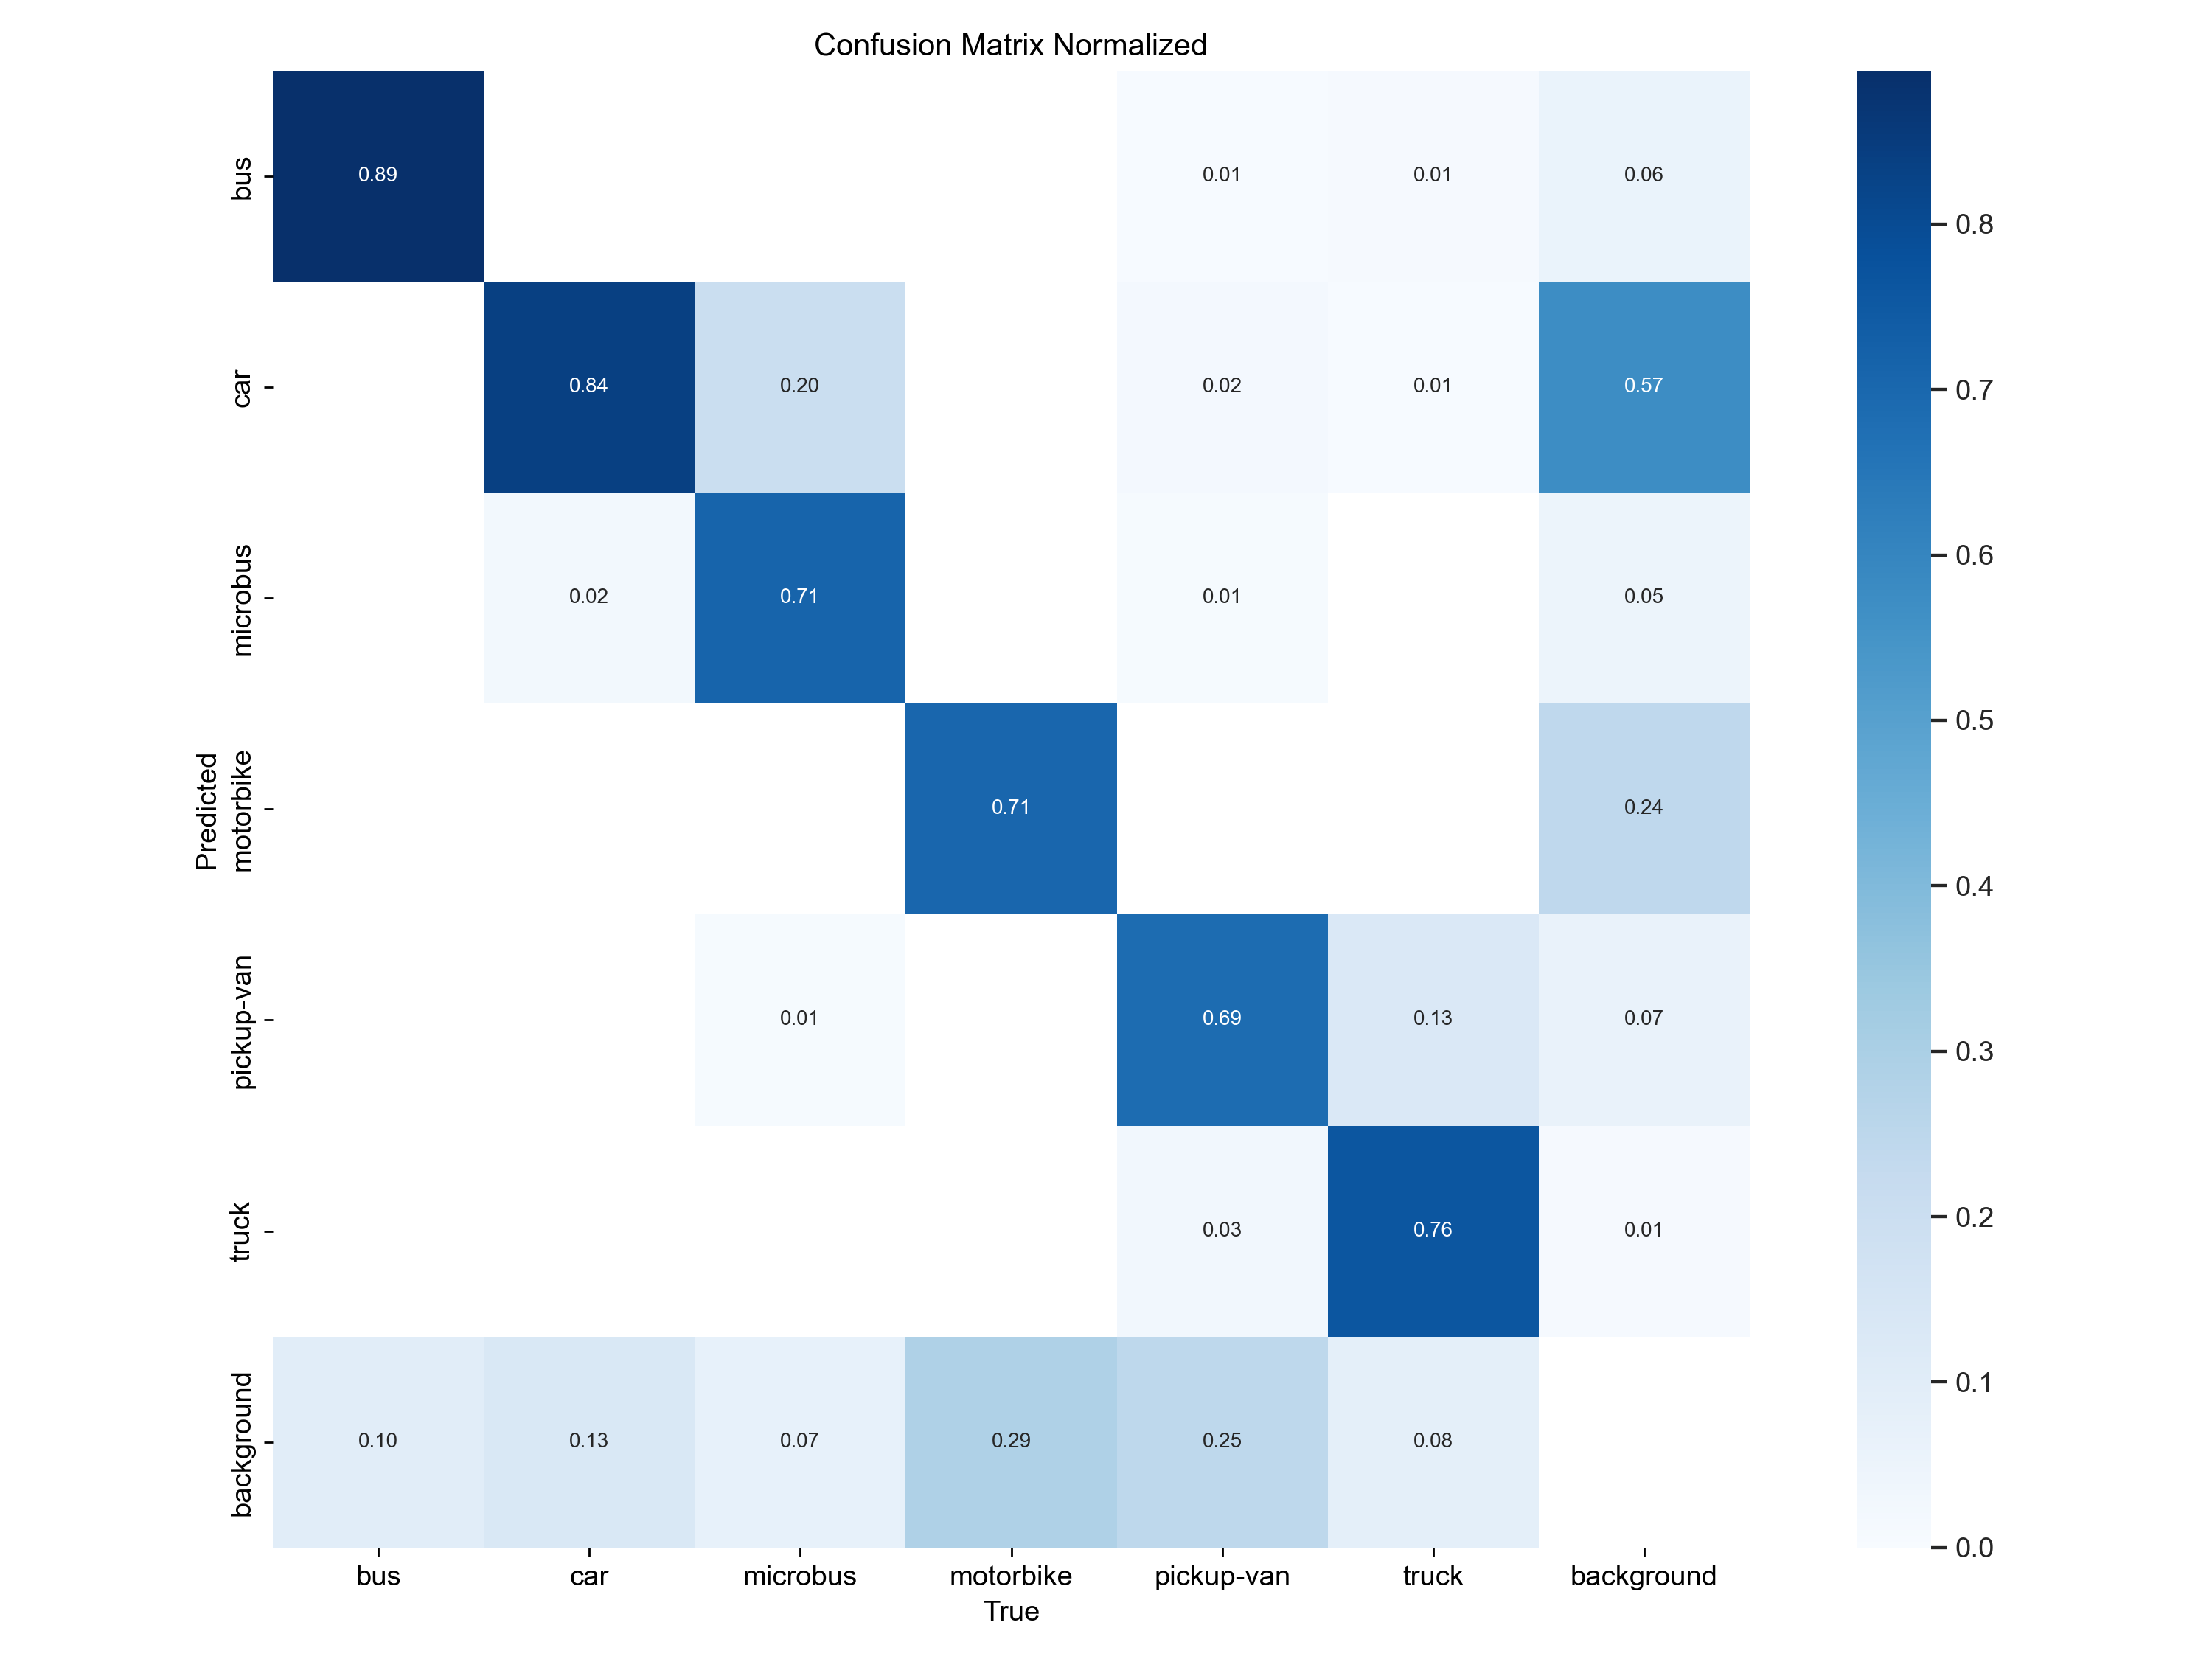 Confusion Matrix Normalized
bus 0.89 0.01 0.01 0.06
car 0.84 0.20 0.02 0.01 0.57
microbus 0.02 0.71 0.01 0.05
motorbike 0.71 0.24
pickup-van 0.01 0.69 0.13 0.07
truck 0.03 0.76 0.01
background 0.10 0.13 0.07 0.29 0.25 0.08
Predicted
bus car microbus motorbike pickup-van truck background
True
0.8
0.7
0.6
0.5
0.4
0.3
0.2
0.1
0.0